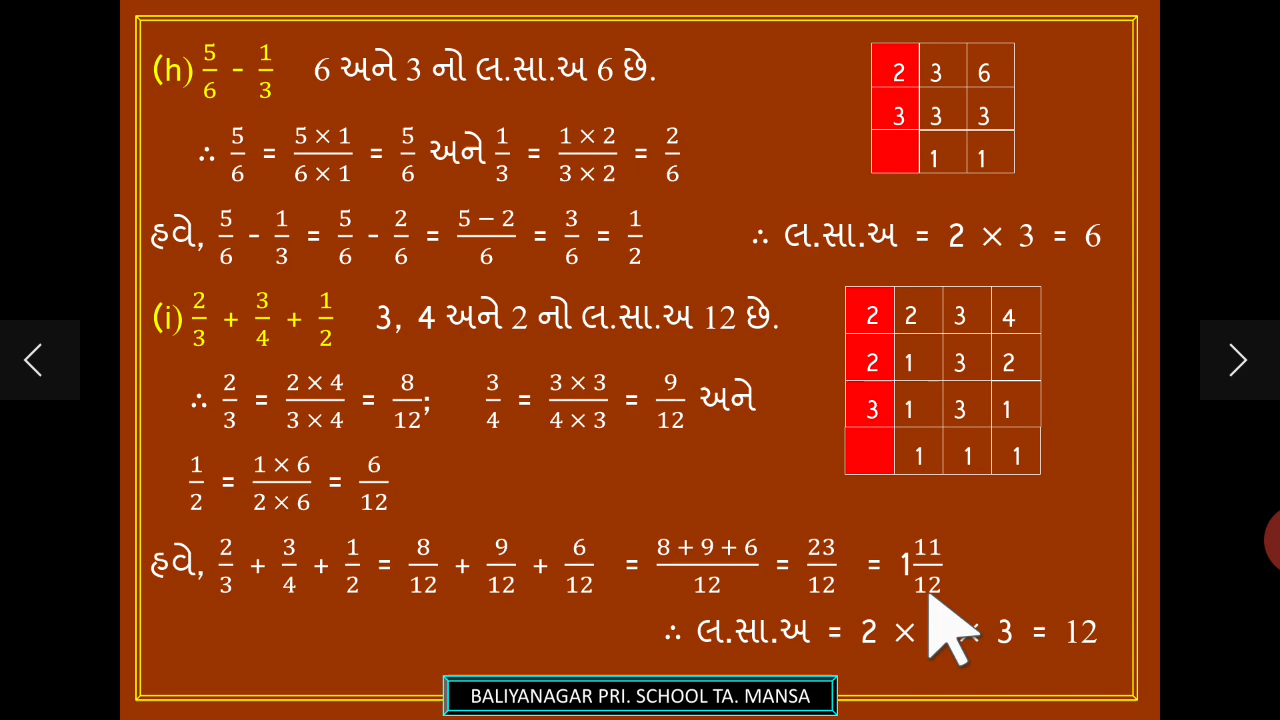 (h) 5/6 - 1/3 6 અને 3 નો લ.સા.અ 6 છે.
2 3 6
3 3 3
1 1
∴ 5/6 = (5 × 1)/(6 × 1) = 5/6 અને 1/3 = (1 × 2)/(3 × 2) = 2/6
હવે, 5/6 - 1/3 = 5/6 - 2/6 = (5 − 2)/6 = 3/6 = 1/2
∴ લ.સા.અ = 2 × 3 = 6
(i) 2/3 + 3/4 + 1/2 3, 4 અને 2 નો લ.સા.અ 12 છે.
2 2 3 4
2 1 3 2
3 1 3 1
1 1 1
∴ 2/3 = (2 × 4)/(3 × 4) = 8/12; 3/4 = (3 × 3)/(4 × 3) = 9/12 અને
1/2 = (1 × 6)/(2 × 6) = 6/12
હવે, 2/3 + 3/4 + 1/2 = 8/12 + 9/12 + 6/12 = (8 + 9 + 6)/12 = 23/12 = 1 11/12
∴ લ.સા.અ = 2 × × 3 = 12
BALIYANAGAR PRI. SCHOOL TA. MANSA